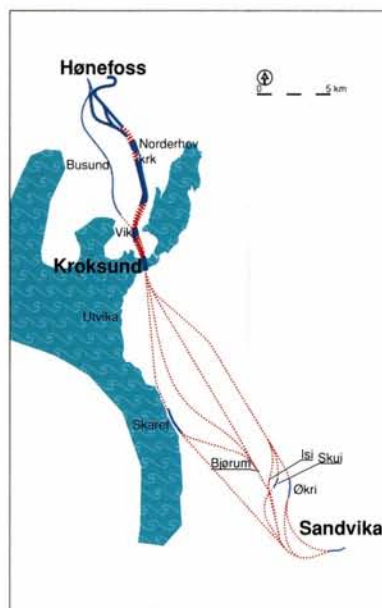 Hønefoss
0 5 km
Norderhov
krk
Busund
Vik
Kroksund
Utvika
Skaret
Isi
Skui
Bjørum
Økri
Sandvika